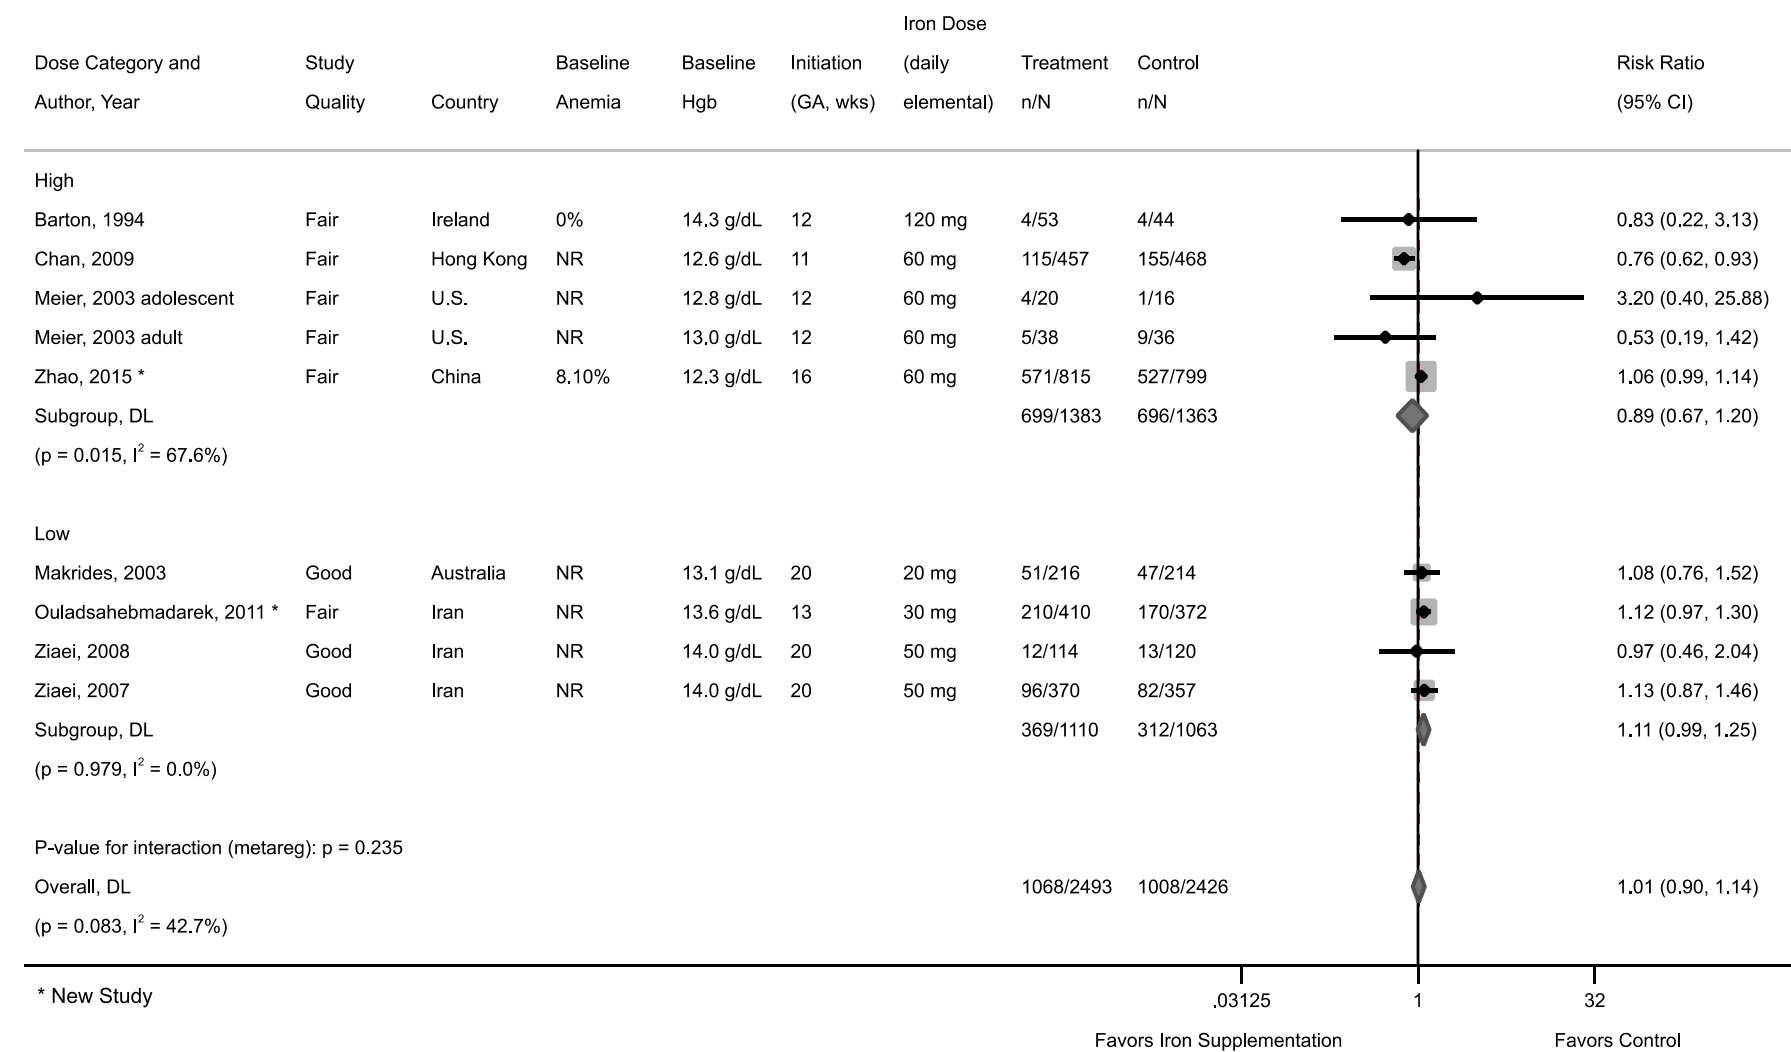 Iron Dose
Dose Category and Study Baseline Baseline Initiation (daily Treatment Control Risk Ratio
Author, Year Quality Country Anemia Hgb (GA, wks) elemental) n/N n/N (95% CI)
High
Barton, 1994 Fair Ireland 0% 14.3 g/dL 12 120 mg 4/53 4/44 0.83 (0.22, 3.13)
Chan, 2009 Fair Hong Kong NR 12.6 g/dL 11 60 mg 115/457 155/468 0.76 (0.62, 0.93)
Meier, 2003 adolescent Fair U.S. NR 12.8 g/dL 12 60 mg 4/20 1/16 3.20 (0.40, 25.88)
Meier, 2003 adult Fair U.S. NR 13.0 g/dL 12 60 mg 5/38 9/36 0.53 (0.19, 1.42)
Zhao, 2015 * Fair China 8.10% 12.3 g/dL 16 60 mg 571/815 527/799 1.06 (0.99, 1.14)
Subgroup, DL 699/1383 696/1363 0.89 (0.67, 1.20)
(p = 0.015, I² = 67.6%)
Low
Makrides, 2003 Good Australia NR 13.1 g/dL 20 20 mg 51/216 47/214 1.08 (0.76, 1.52)
Ouladsahebmadarek, 2011 * Fair Iran NR 13.6 g/dL 13 30 mg 210/410 170/372 1.12 (0.97, 1.30)
Ziaei, 2008 Good Iran NR 14.0 g/dL 20 50 mg 12/114 13/120 0.97 (0.46, 2.04)
Ziaei, 2007 Good Iran NR 14.0 g/dL 20 50 mg 96/370 82/357 1.13 (0.87, 1.46)
Subgroup, DL 369/1110 312/1063 1.11 (0.99, 1.25)
(p = 0.979, I² = 0.0%)
P-value for interaction (metareg): p = 0.235
Overall, DL 1068/2493 1008/2426 1.01 (0.90, 1.14)
(p = 0.083, I² = 42.7%)
* New Study .03125 1 32
Favors Iron Supplementation Favors Control